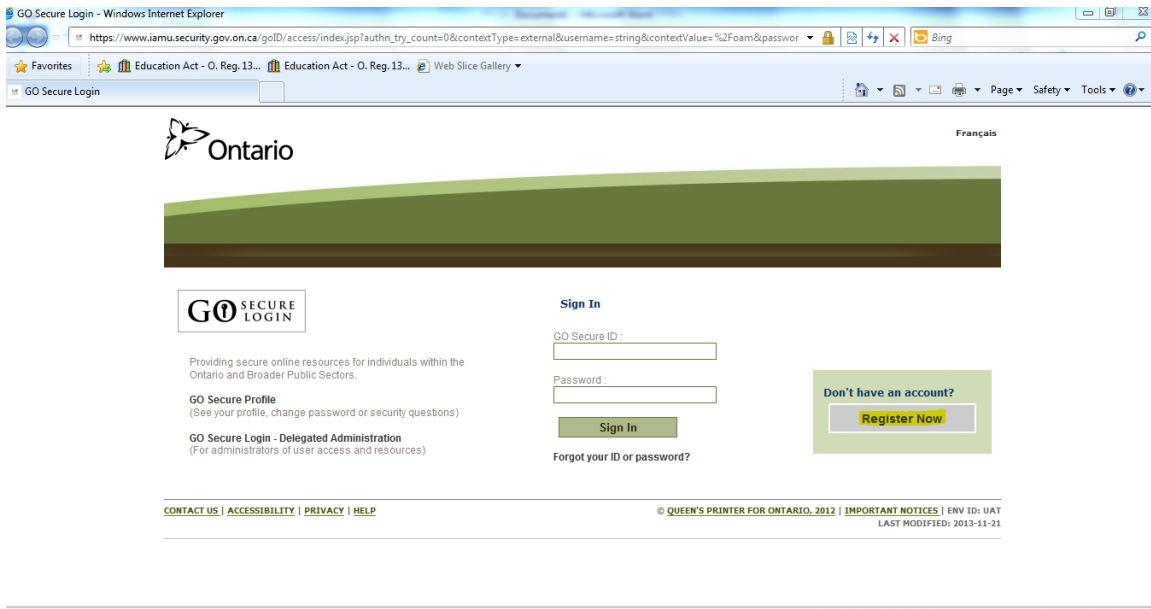 GO Secure Login - Windows Internet Explorer
https://www.iamu.security.gov.on.ca/goID/access/index.jsp?authn_try_count=0&contextType=external&username=string&contextValue=%2Foam&passwor
Bing
Favorites Education Act - O. Reg. 13... Education Act - O. Reg. 13... Web Slice Gallery
GO Secure Login
Page Safety Tools
Ontario
Français
GO SECURE LOGIN
Providing secure online resources for individuals within the
Ontario and Broader Public Sectors.
GO Secure Profile
(See your profile, change password or security questions)
GO Secure Login - Delegated Administration
(For administrators of user access and resources)
Sign In
GO Secure ID :
Password :
Sign In
Forgot your ID or password?
Don't have an account?
Register Now
CONTACT US | ACCESSIBILITY | PRIVACY | HELP
© QUEEN'S PRINTER FOR ONTARIO, 2012 | IMPORTANT NOTICES | ENV ID: UAT
LAST MODIFIED: 2013-11-21